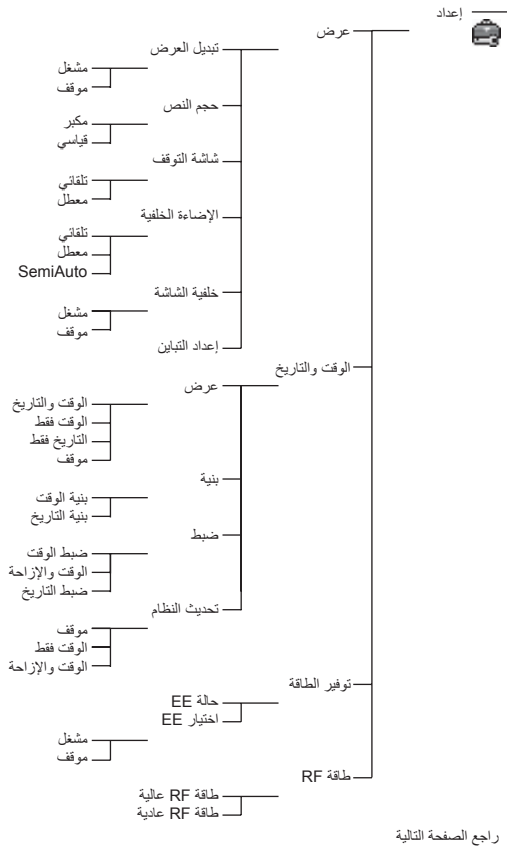 إعداد
عرض
تبديل العرض
مشغل
موقف
حجم النص
مكبر
قياسي
شاشة التوقف
تلقائي
معطل
الإضاءة الخلفية
تلقائي
معطل
SemiAuto
خلفية الشاشة
مشغل
موقف
إعداد التباين
الوقت والتاريخ
عرض
الوقت والتاريخ
الوقت فقط
التاريخ فقط
موقف
بنية
بنية الوقت
بنية التاريخ
ضبط
ضبط الوقت
الوقت والإزاحة
ضبط التاريخ
تحديث النظام
موقف
الوقت فقط
الوقت والإزاحة
توفير الطاقة
حالة EE
اختيار EE
مشغل
موقف
طاقة RF
طاقة RF عالية
طاقة RF عادية
راجع الصفحة التالية